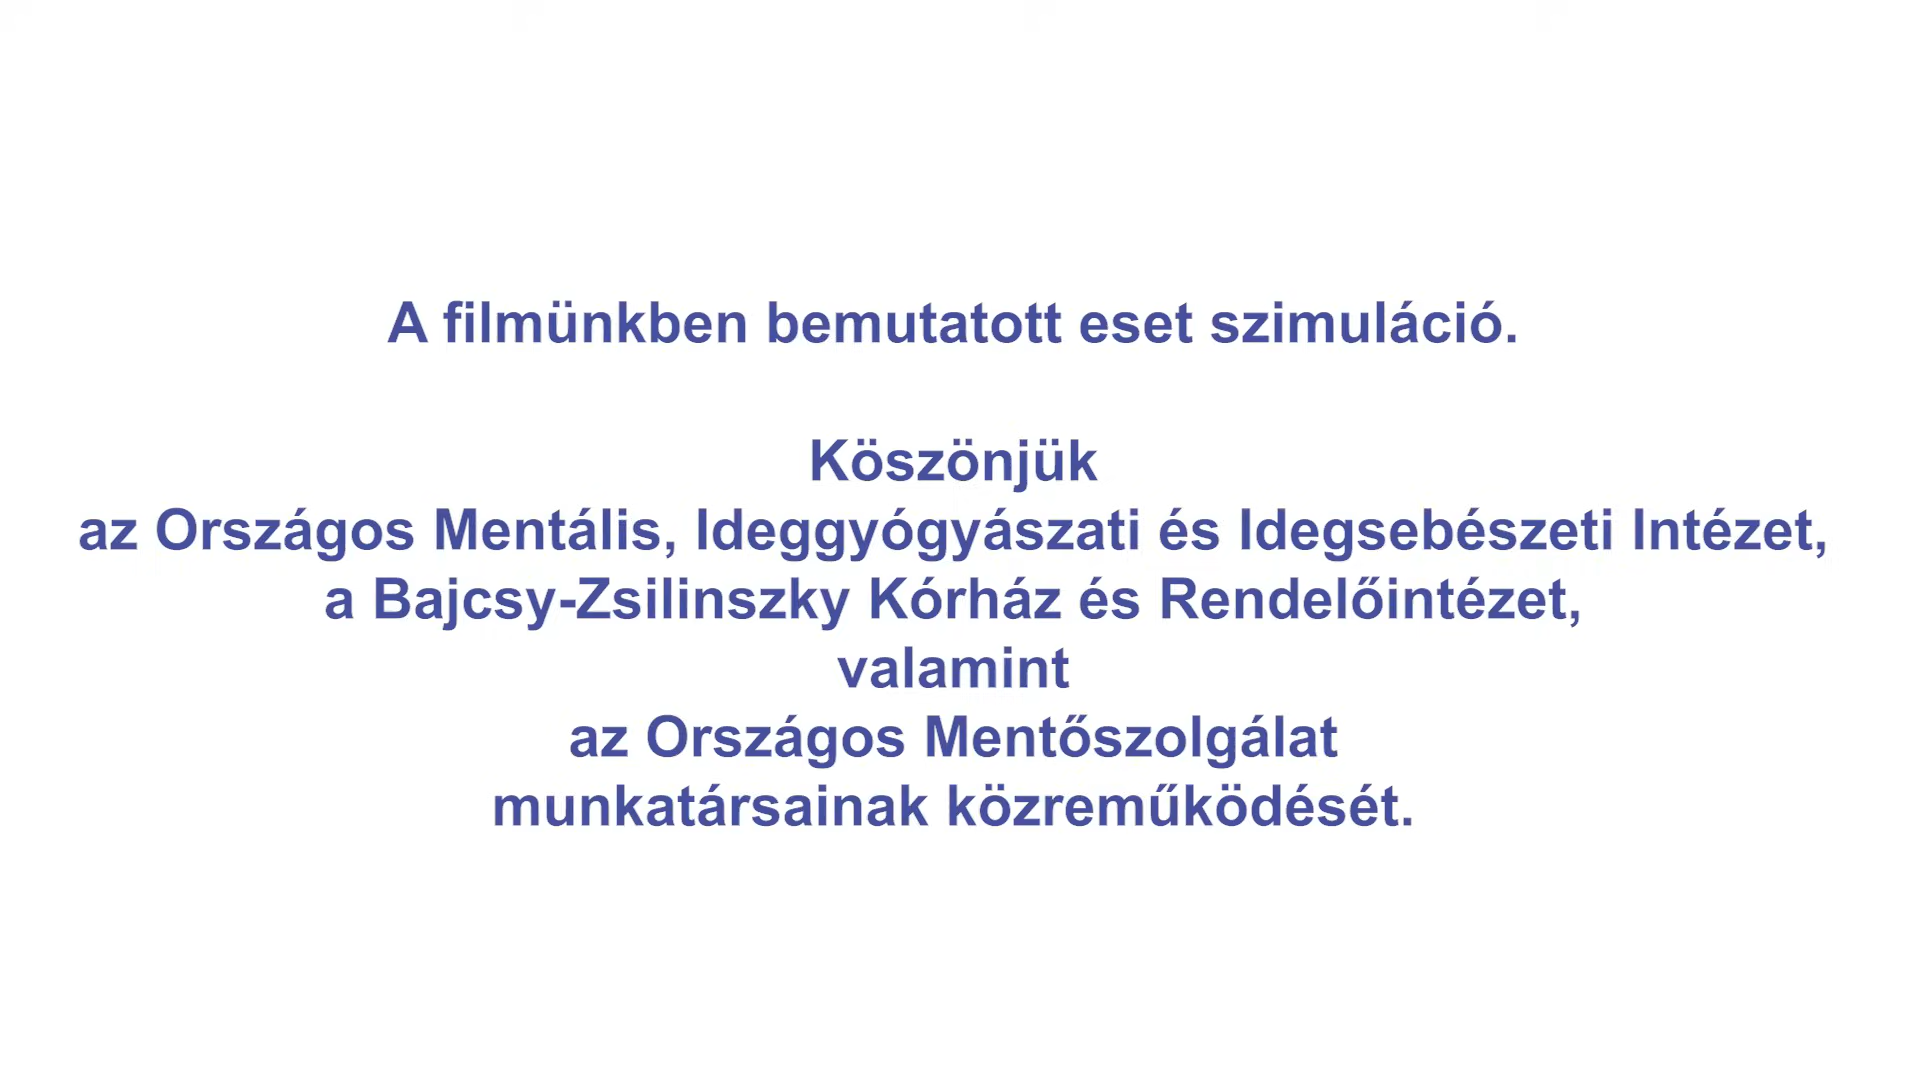 A filmünkben bemutatott eset szimuláció.
Köszönjük
az Országos Mentális, Ideggyógyászati és Idegsebészeti Intézet,
a Bajcsy-Zsilinszky Kórház és Rendelőintézet,
valamint
az Országos Mentőszolgálat
munkatársainak közreműködését.